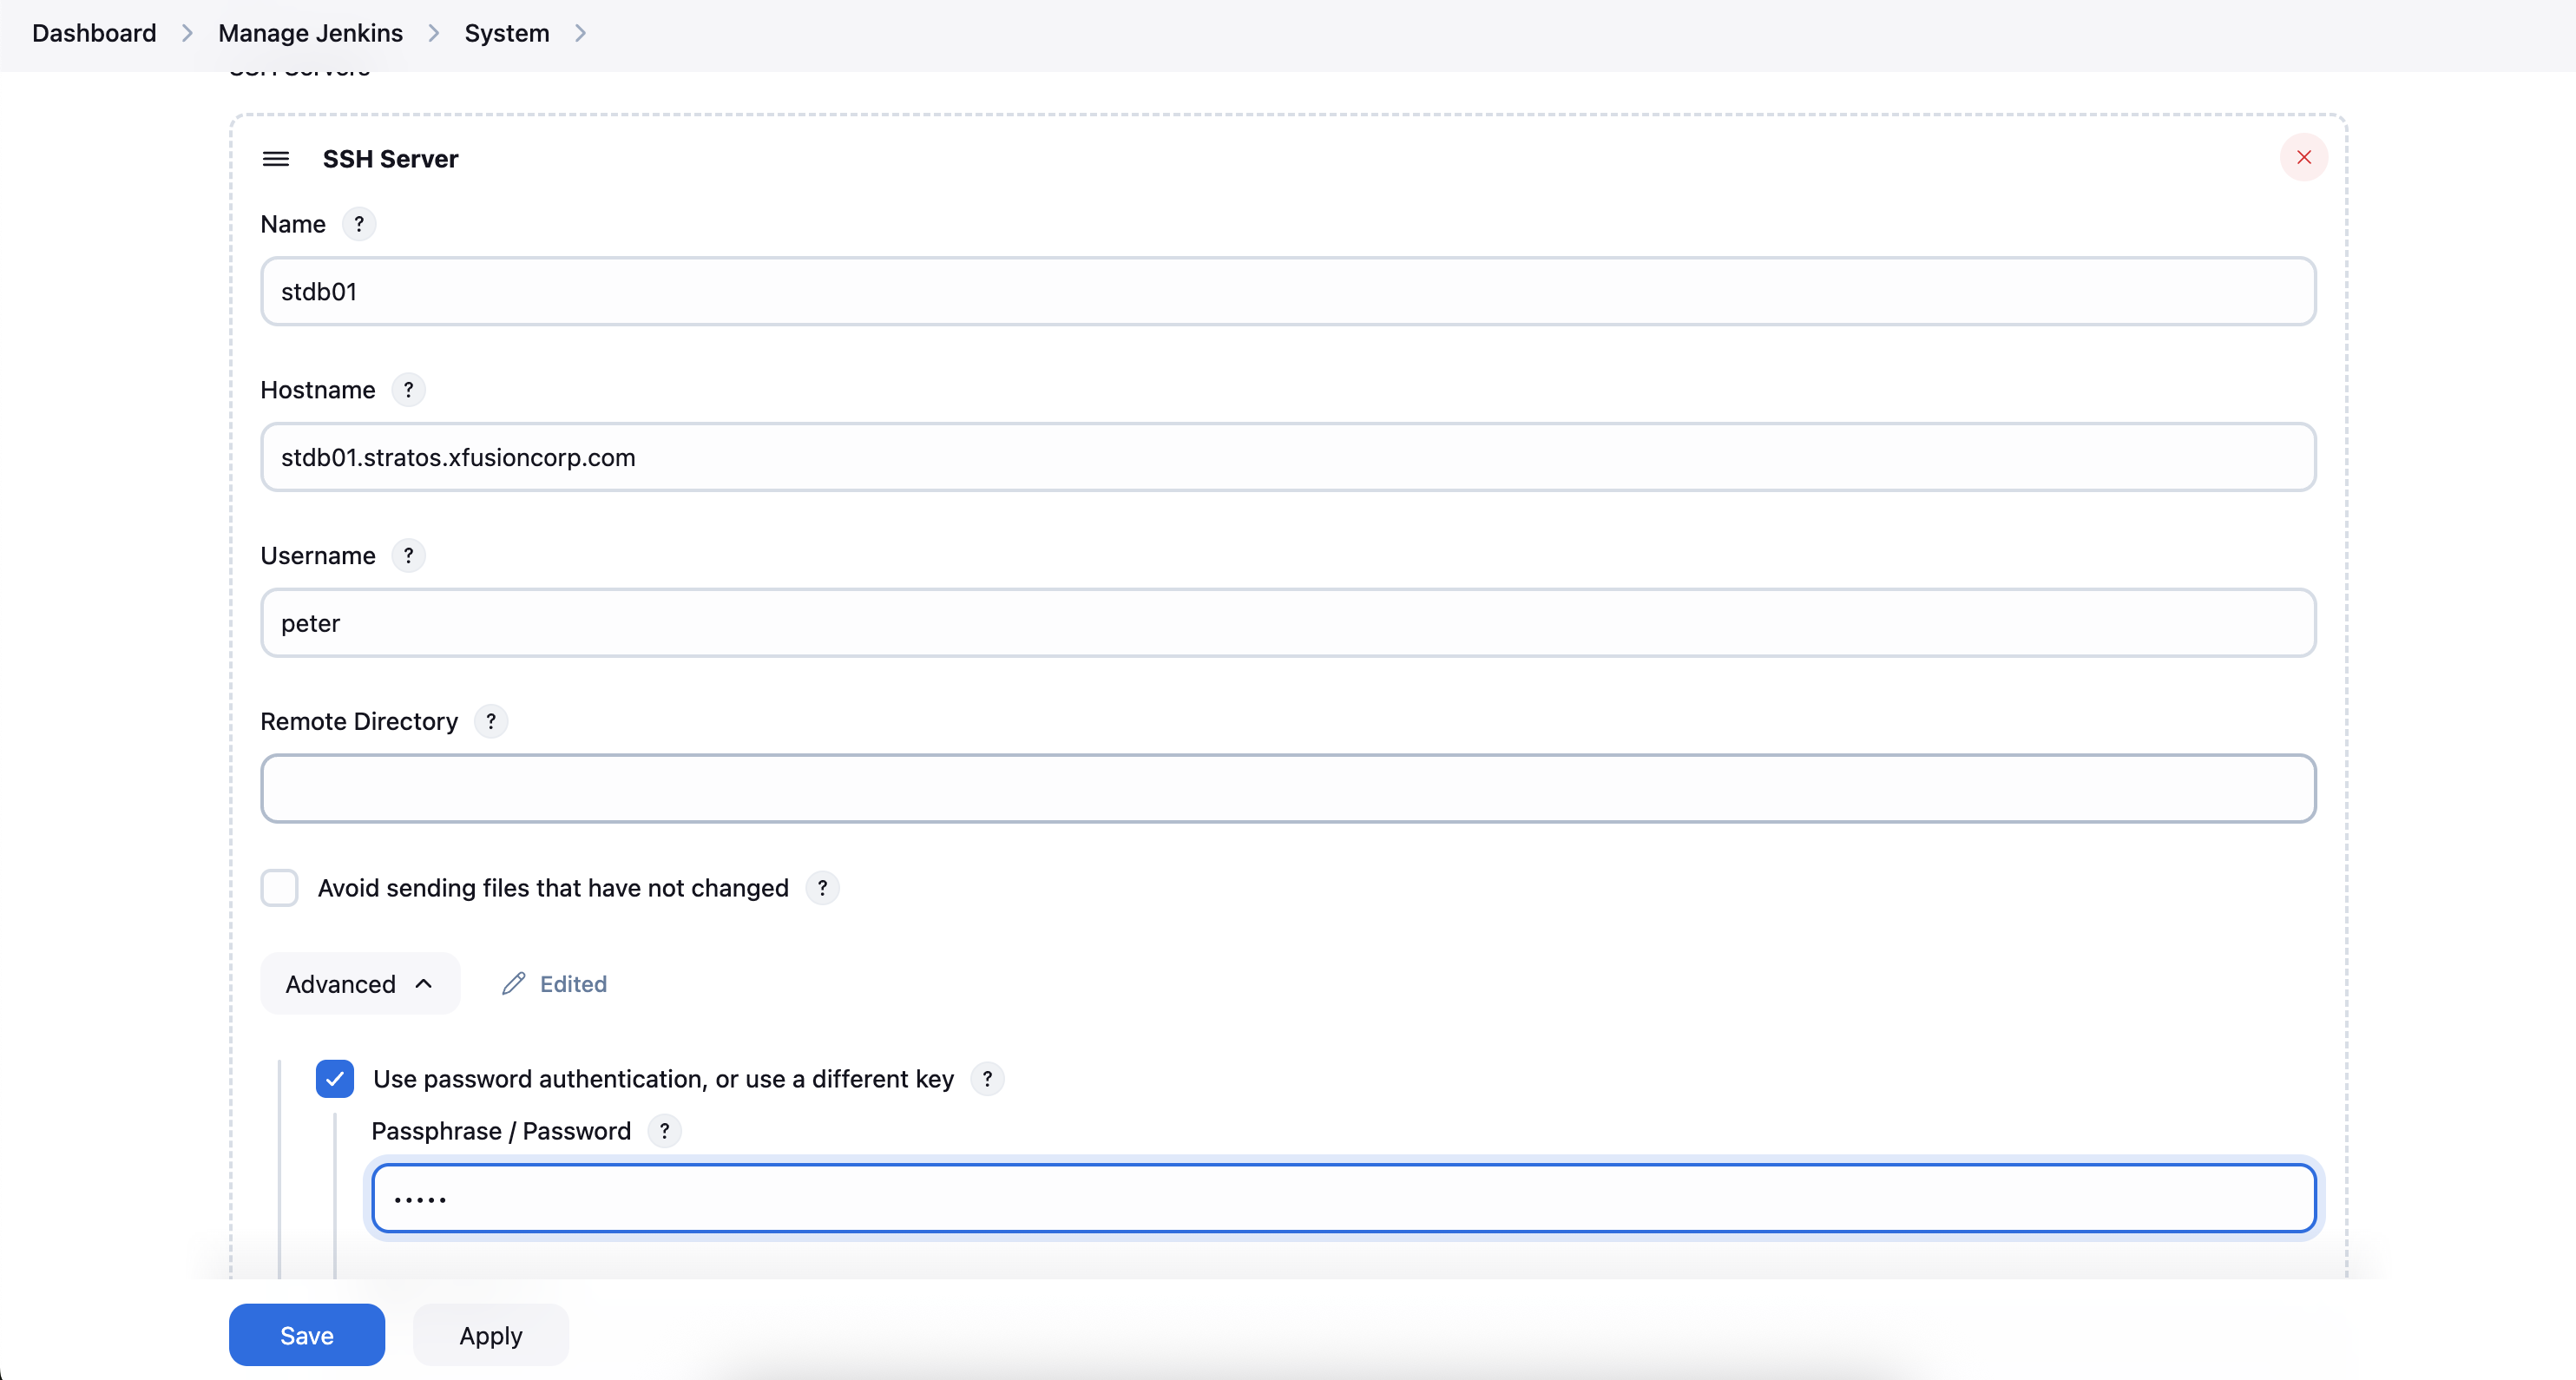 Dashboard > Manage Jenkins > System >
SSH Servers
SSH Server
Name ?
stdb01
Hostname ?
stdb01.stratos.xfusioncorp.com
Username ?
peter
Remote Directory ?
Avoid sending files that have not changed ?
Advanced Edited
Use password authentication, or use a different key ?
Passphrase / Password ?
•••••
Save Apply